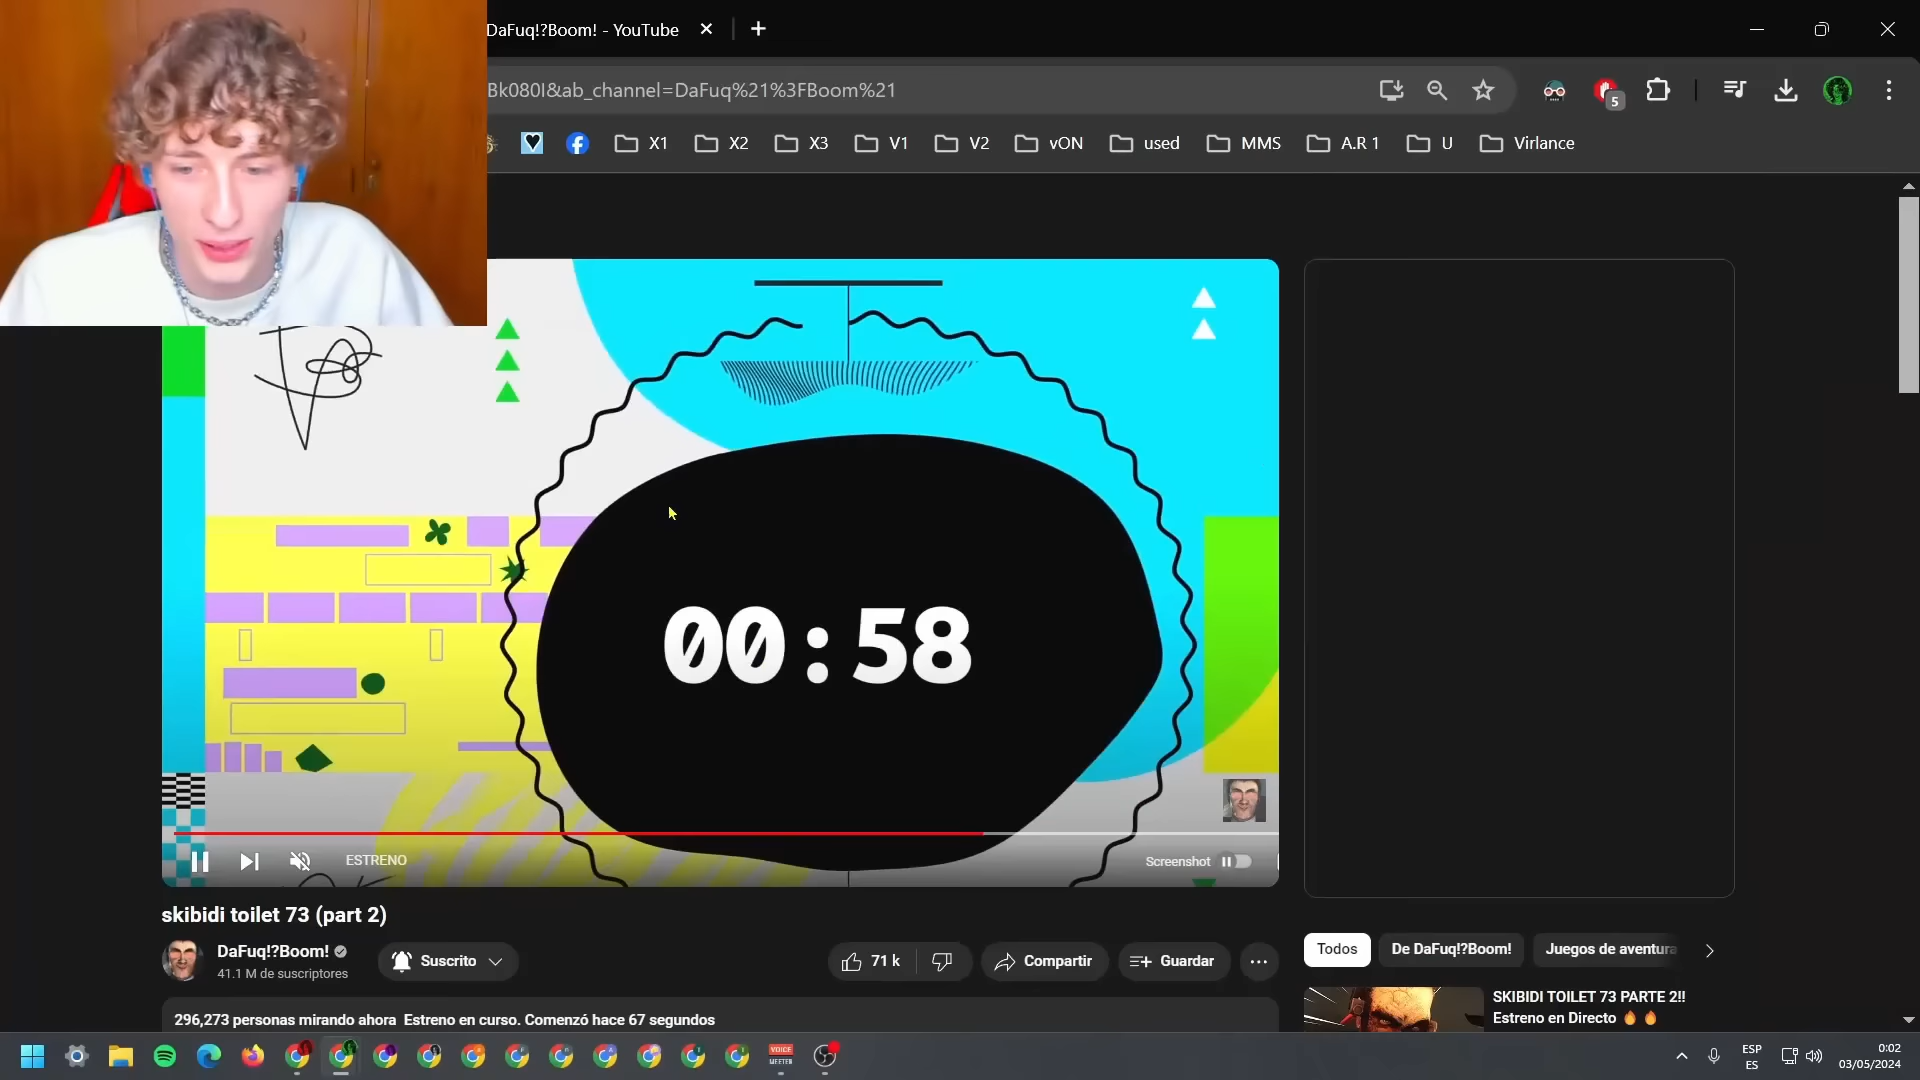 DaFuq!?Boom! - YouTube
Bk080I&ab_channel=DaFuq%21%3FBoom%21
5
X1
X2
X3
V1
V2
vON
used
MMS
A.R 1
U
Virlance
00:58
ESTRENO
Screenshot
skibidi toilet 73 (part 2)
DaFuq!?Boom!
41.1 M de suscriptores
Suscrito
71 k
Compartir
Guardar
296,273 personas mirando ahora Estreno en curso. Comenzó hace 67 segundos
Todos
De DaFuq!?Boom!
Juegos de aventura
SKIBIDI TOILET 73 PARTE 2!!
Estreno en Directo 🔥 🔥
VOICE
MEETER
ESP
ES
0:02
03/05/2024